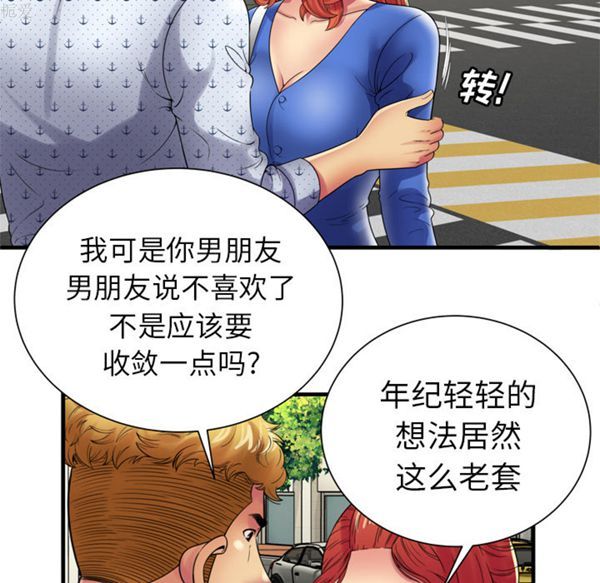 转!
我可是你男朋友
男朋友说不喜欢了
不是应该要
收敛一点吗?
年纪轻轻的
想法居然
这么老套